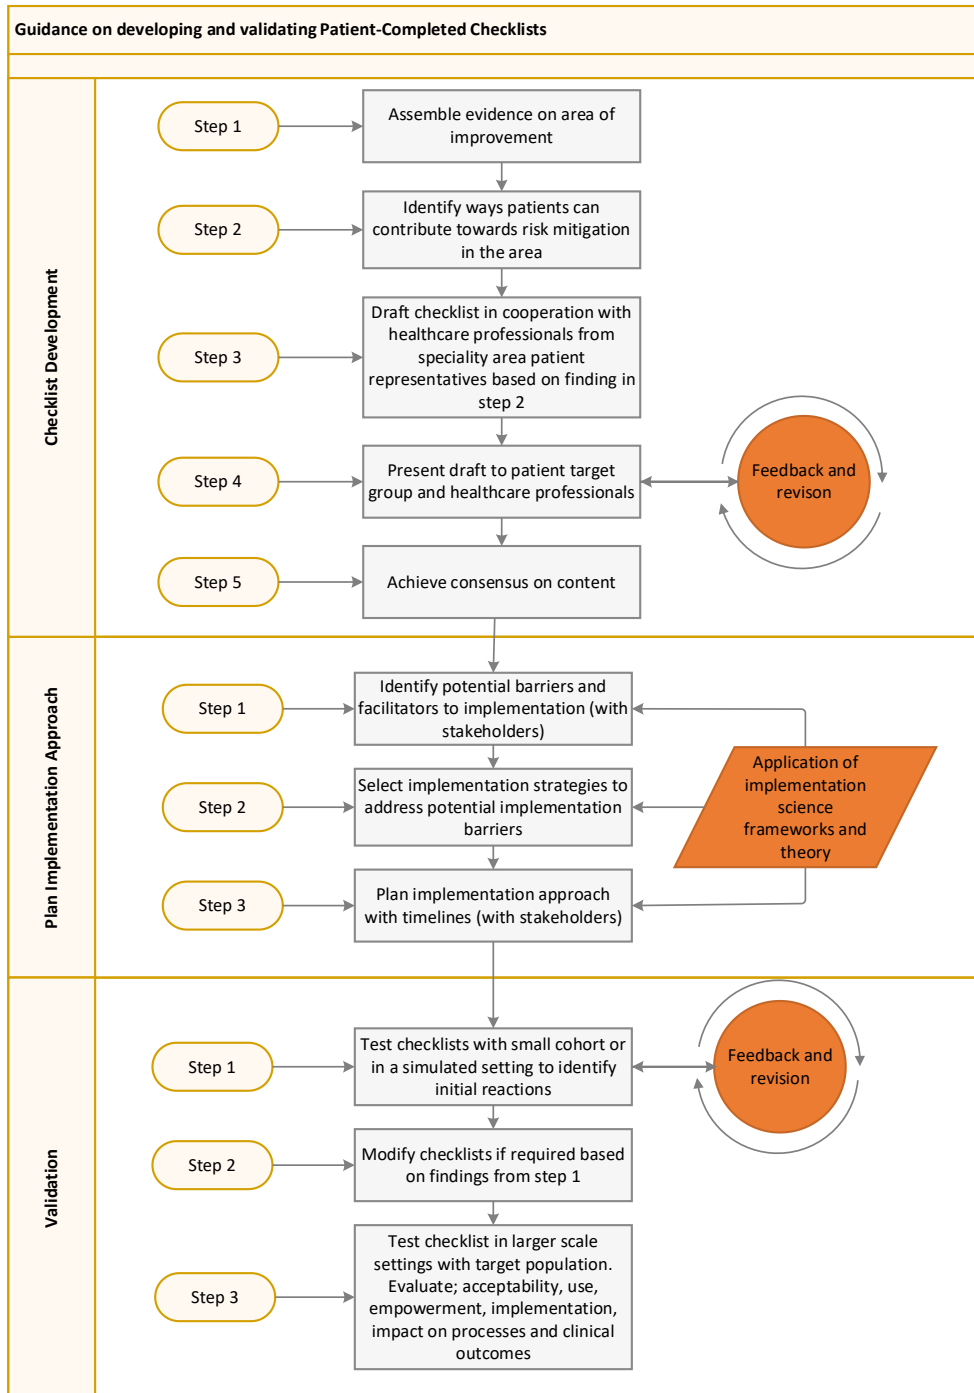 Guidance on developing and validating Patient-Completed Checklists
Checklist Development
Step 1
Assemble evidence on area of
improvement
Step 2
Identify ways patients can
contribute towards risk mitigation
in the area
Step 3
Draft checklist in cooperation with
healthcare professionals from
speciality area patient
representatives based on finding in
step 2
Step 4
Present draft to patient target
group and healthcare professionals
Feedback and
revison
Step 5
Achieve consensus on content
Plan Implementation Approach
Step 1
Identify potential barriers and
facilitators to implementation (with
stakeholders)
Step 2
Select implementation strategies to
address potential implementation
barriers
Application of
implementation
science
frameworks and
theory
Step 3
Plan implementation approach
with timelines (with stakeholders)
Validation
Step 1
Test checklists with small cohort or
in a simulated setting to identify
initial reactions
Feedback and
revision
Step 2
Modify checklists if required based
on findings from step 1
Step 3
Test checklist in larger scale
settings with target population.
Evaluate; acceptability, use,
empowerment, implementation,
impact on processes and clinical
outcomes